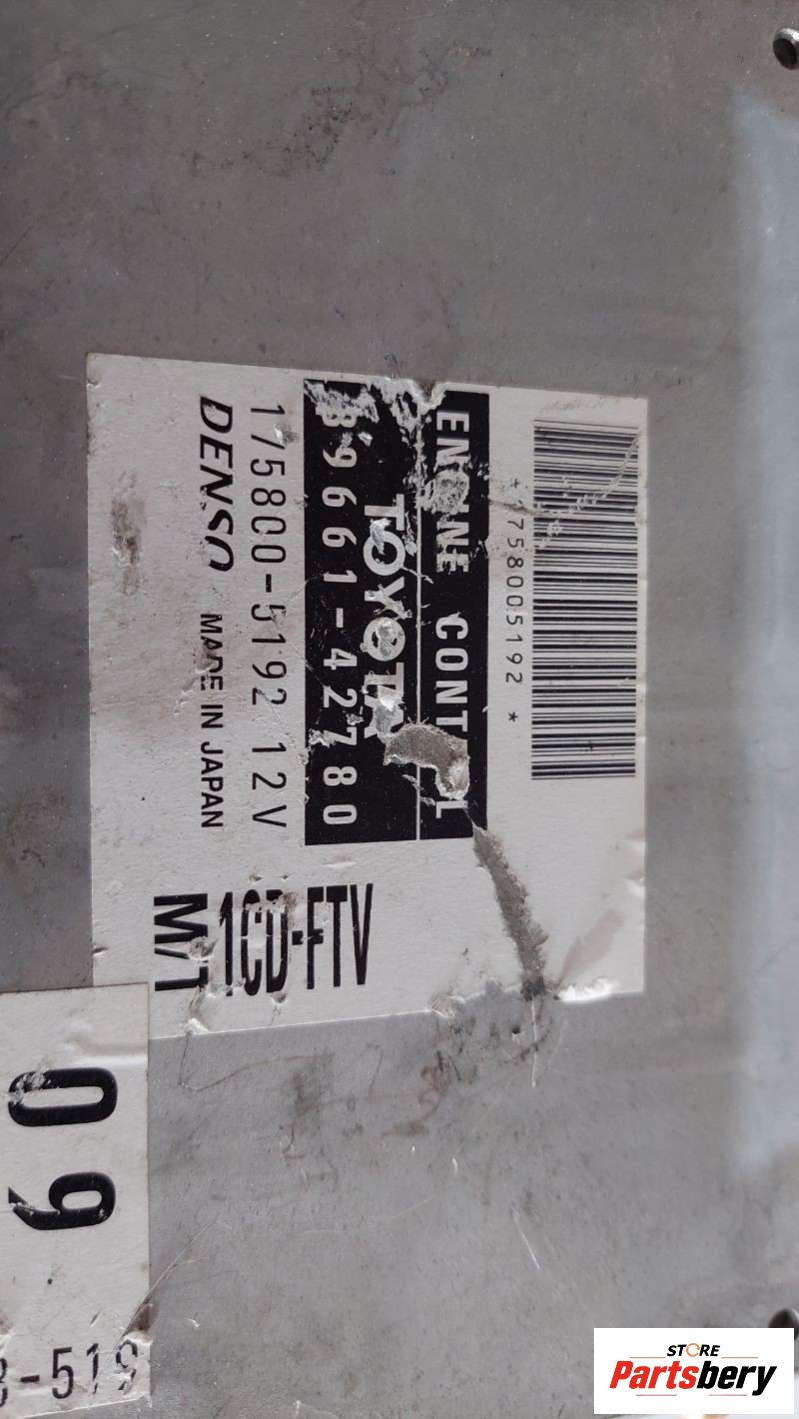 *1758005192*
ENGINE CONTROL
TOYOTA
89661-42780
175800-5192 12V
DENSO MADE IN JAPAN
1CD-FTV
M/T
09
-519
STORE
Partsbery